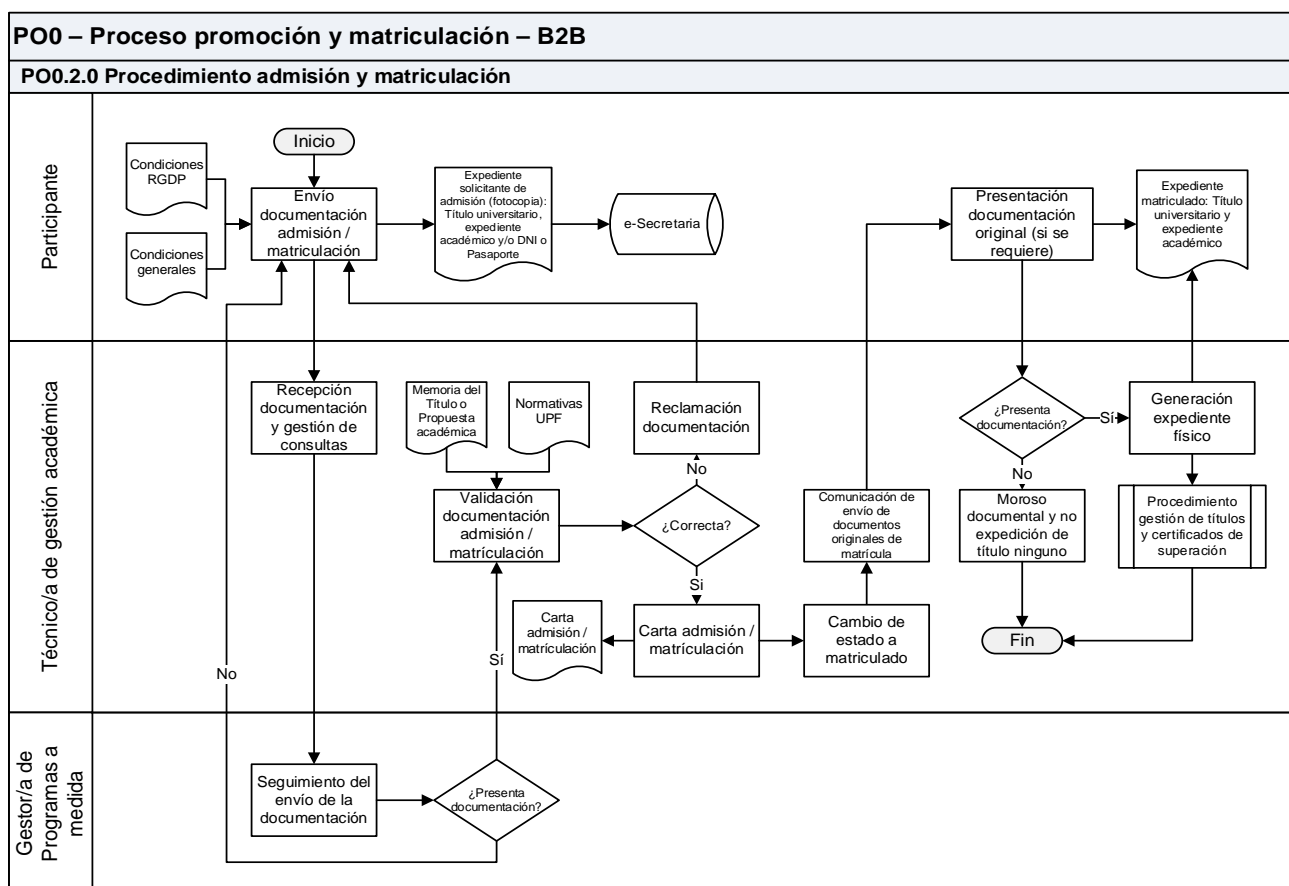 PO0 – Proceso promoción y matriculación – B2B
PO0.2.0 Procedimiento admisión y matriculación
Participante
Inicio
Condiciones
RGDP
Condiciones
generales
Envío
documentación
admisión /
matriculación
Expediente
solicitante de
admisión (fotocopia):
Título universitario,
expediente
académico y/o DNI o
Pasaporte
e-Secretaria
Presentación
documentación
original (si se
requiere)
Expediente
matriculado: Título
universitario y
expediente
académico
Técnico/a de gestión académica
Recepción
documentación
y gestión de
consultas
Memoria del
Título o
Propuesta
académica
Normativas
UPF
Reclamación
documentación
No
Validación
documentación
admisión /
matrículación
¿Correcta?
Si
Carta
admisión /
matrículación
Carta admisión /
matrículación
Cambio de
estado a
matriculado
Comunicación de
envío de
documentos
originales de
matrícula
¿Presenta
documentación?
Sí
Generación
expediente
físico
No
Moroso
documental y no
expedición de
título ninguno
Procedimiento
gestión de títulos
y certificados de
superación
Fin
No
Sí
Gestor/a de
Programas a
medida
Seguimiento del
envío de la
documentación
¿Presenta
documentación?